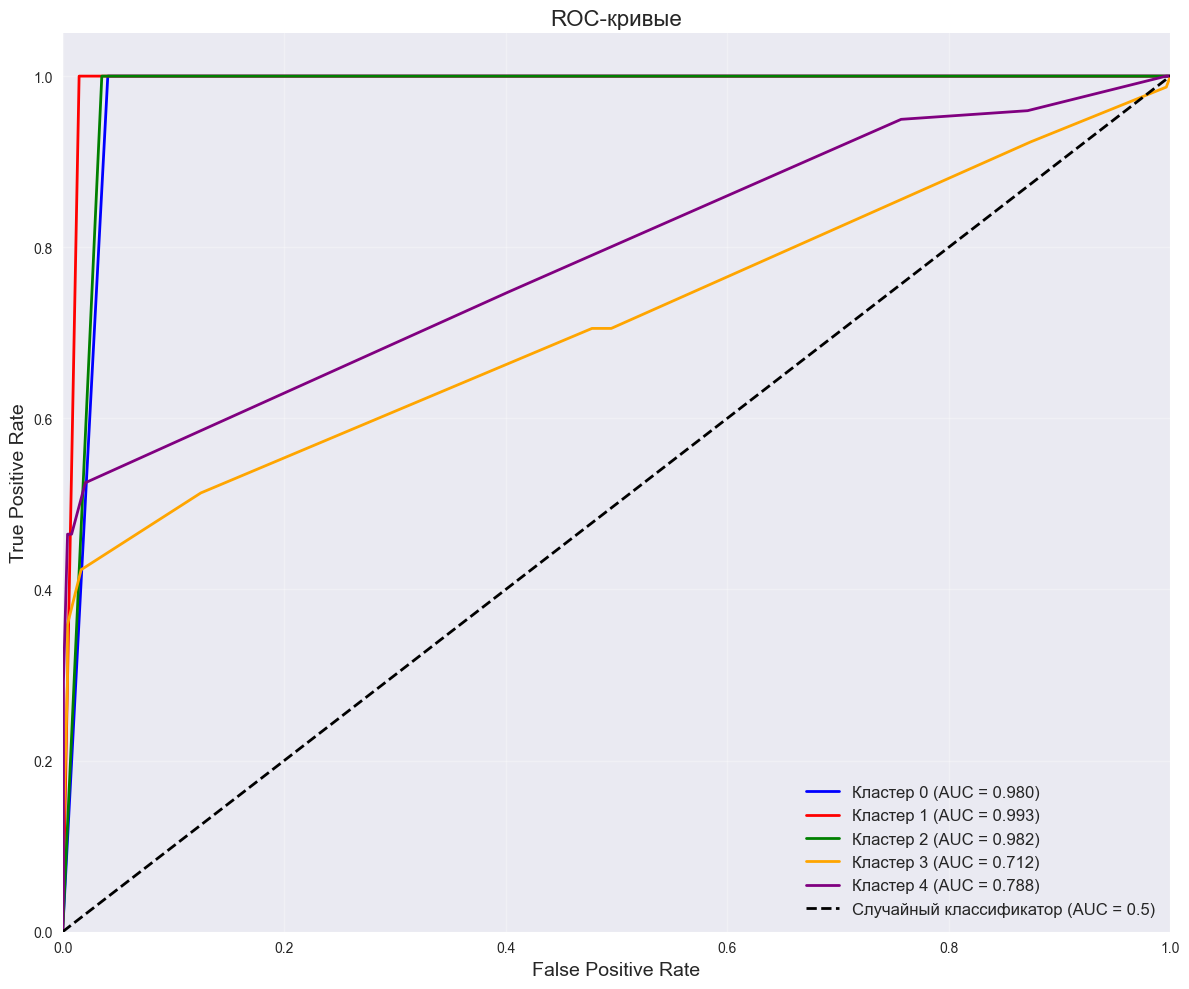 ROC-кривые
True Positive Rate
1.0
0.8
0.6
0.4
0.2
0.0
0.0 0.2 0.4 0.6 0.8 1.0
False Positive Rate
Кластер 0 (AUC = 0.980)
Кластер 1 (AUC = 0.993)
Кластер 2 (AUC = 0.982)
Кластер 3 (AUC = 0.712)
Кластер 4 (AUC = 0.788)
Случайный классификатор (AUC = 0.5)